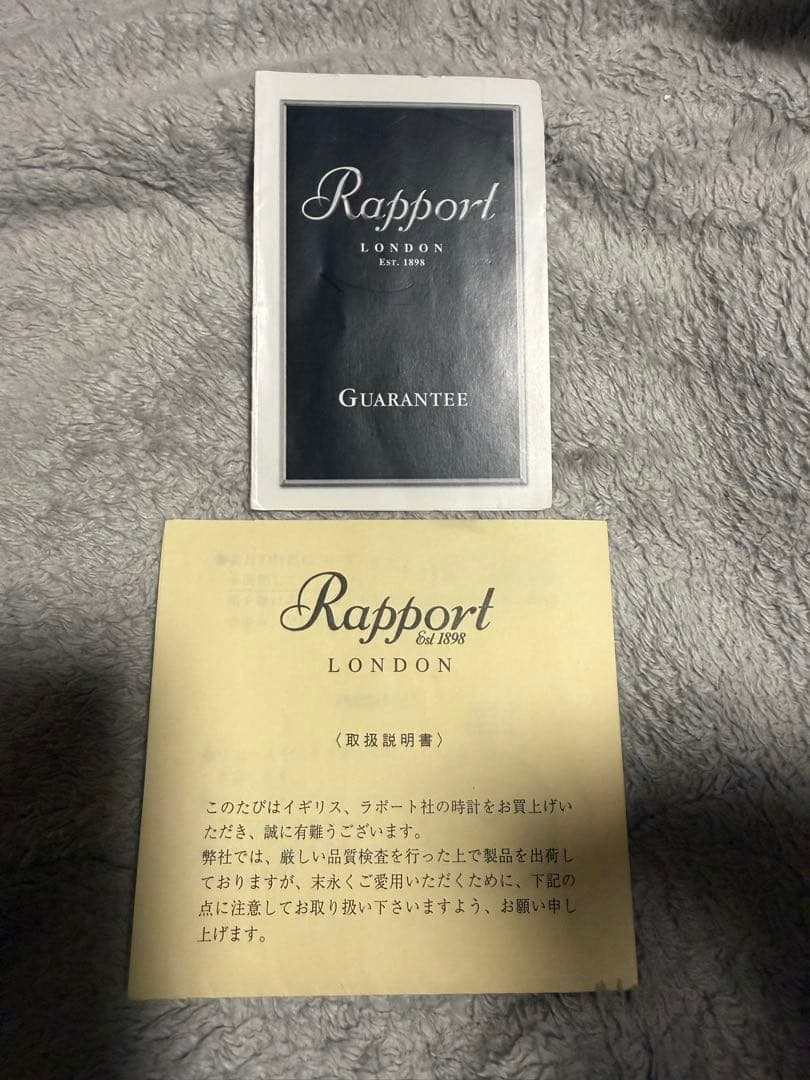 Rapport
LONDON
EST. 1898
GUARANTEE
Rapport
Est 1898
LONDON
〈取扱説明書〉
このたびはイギリス、ラポート社の時計をお買上げい
ただき、誠に有難うございます。
弊社では、厳しい品質検査を行った上で製品を出荷し
ておりますが、末永くご愛用いただくために、下記の
点に注意してお取り扱い下さいますよう、お願い申し
上げます。